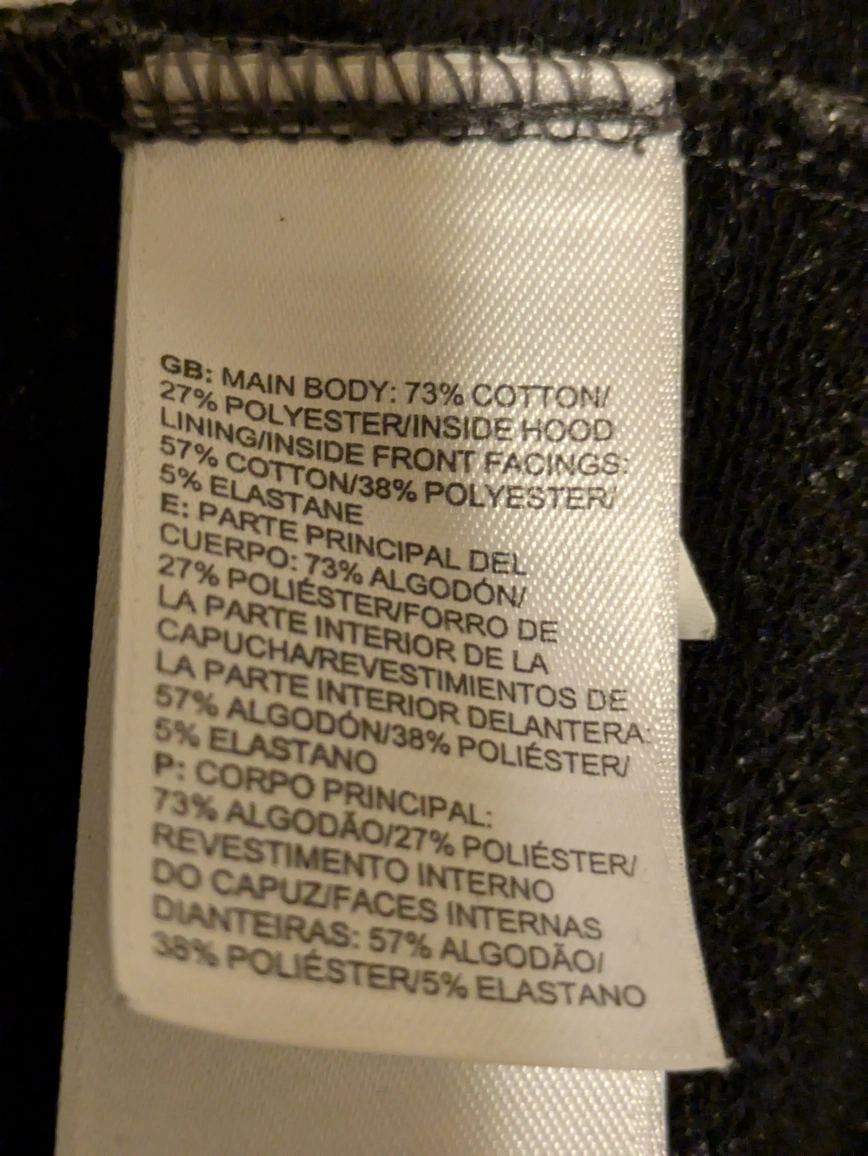 GB: MAIN BODY: 73% COTTON/
27% POLYESTER/INSIDE HOOD
LINING/INSIDE FRONT FACINGS:
57% COTTON/38% POLYESTER/
5% ELASTANE
E: PARTE PRINCIPAL DEL
CUERPO: 73% ALGODÓN/
27% POLIÉSTER/FORRO DE
LA PARTE INTERIOR DE LA
CAPUCHA/REVESTIMIENTOS DE
LA PARTE INTERIOR DELANTERA:
57% ALGODÓN/38% POLIÉSTER/
5% ELASTANO
P: CORPO PRINCIPAL:
73% ALGODÃO/27% POLIÉSTER/
REVESTIMENTO INTERNO
DO CAPUZ/FACES INTERNAS
DIANTEIRAS: 57% ALGODÃO/
38% POLIÉSTER/5% ELASTANO